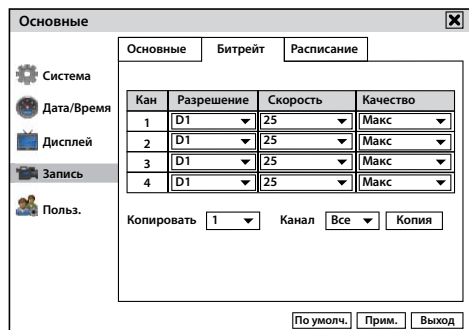 Основные
Основные Битрейт Расписание
Система
Дата/Время
Дисплей
Запись
Польз.
Кан Разрешение Скорость Качество
1 D1 25 Макс
2 D1 25 Макс
3 D1 25 Макс
4 D1 25 Макс
Копировать 1 Канал Все Копия
По умолч. Прим. Выход